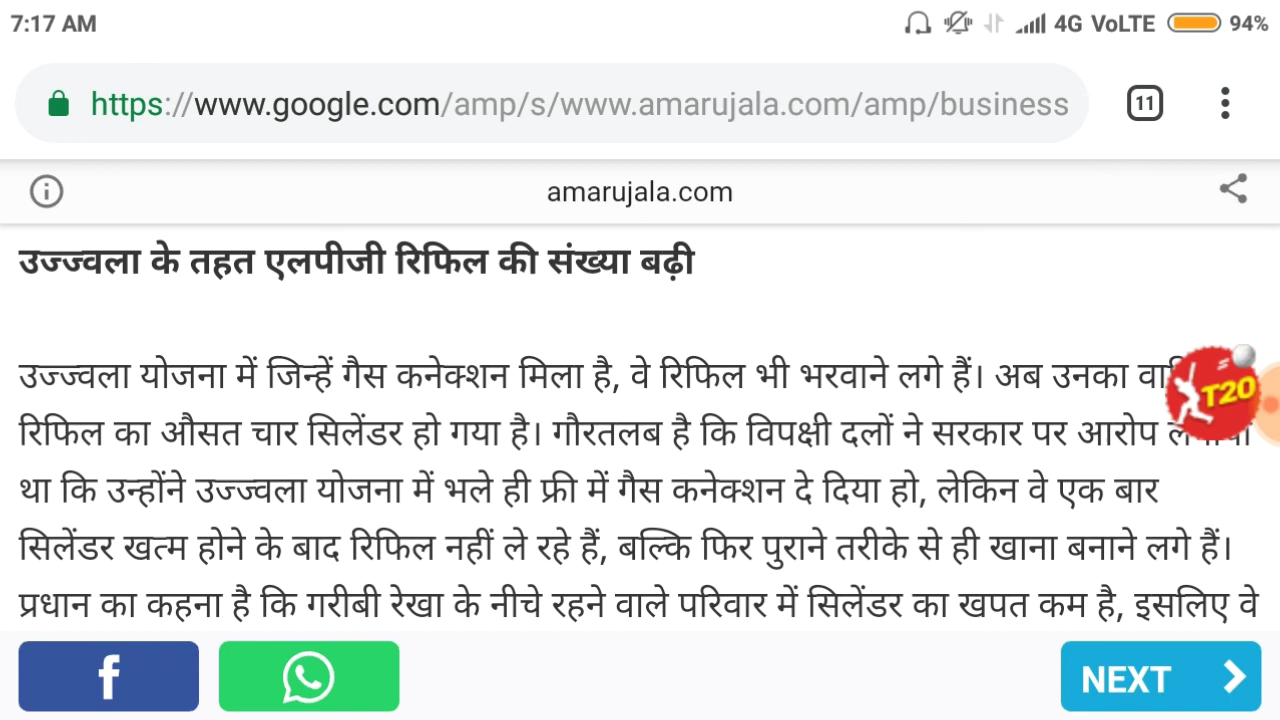 7:17 AM
4G VoLTE 94%
https://www.google.com/amp/s/www.amarujala.com/amp/business
11
amarujala.com
उज्ज्वला के तहत एलपीजी रिफिल की संख्या बढ़ी
उज्ज्वला योजना में जिन्हें गैस कनेक्शन मिला है, वे रिफिल भी भरवाने लगे हैं। अब उनका
T20
रिफिल का औसत चार सिलेंडर हो गया है। गौरतलब है कि विपक्षी दलों ने सरकार पर आरोप
था कि उन्होंने उज्ज्वला योजना में भले ही फ्री में गैस कनेक्शन दे दिया हो, लेकिन वे एक बार
सिलेंडर खत्म होने के बाद रिफिल नहीं ले रहे हैं, बल्कि फिर पुराने तरीके से ही खाना बनाने लगे हैं।
प्रधान का कहना है कि गरीबी रेखा के नीचे रहने वाले परिवार में सिलेंडर का खपत कम है, इसलिए वे
f
NEXT